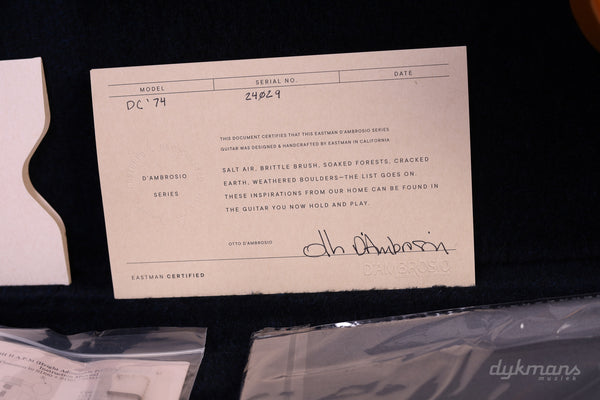 MODEL SERIAL NO. DATE
DC '74 24029
THIS DOCUMENT CERTIFIES THAT THIS EASTMAN D'AMBROSIO SERIES
GUITAR WAS DESIGNED & HANDCRAFTED BY EASTMAN IN CALIFORNIA
D'AMBROSIO
SERIES
SALT AIR, BRITTLE BRUSH, SOAKED FORESTS, CRACKED
EARTH, WEATHERED BOULDERS—THE LIST GOES ON.
THESE INSPIRATIONS FROM OUR HOME CAN BE FOUND IN
THE GUITAR YOU NOW HOLD AND PLAY.
OTTO D'AMBROSIO
D'Ambrosio
EASTMAN CERTIFIED
D'AMBROSIO
dykmans
muziek